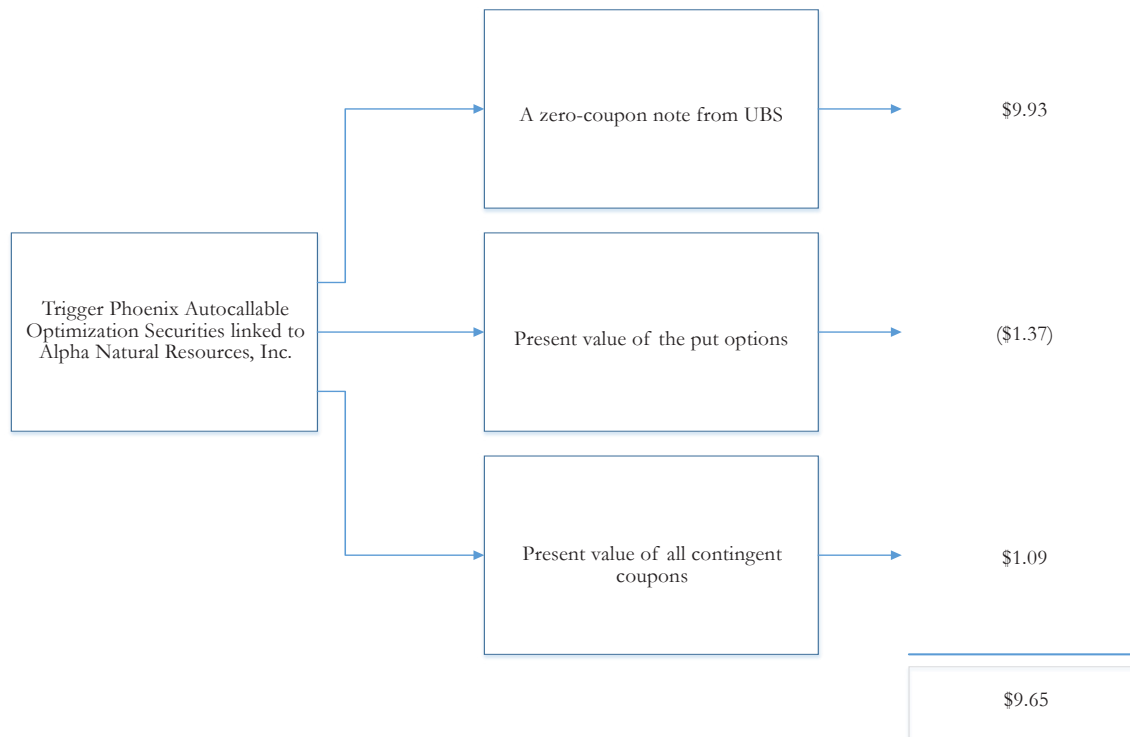 A zero-coupon note from UBS
$9.93
Trigger Phoenix Autocallable
Optimization Securities linked to
Alpha Natural Resources, Inc.
Present value of the put options
($1.37)
Present value of all contingent
coupons
$1.09
$9.65